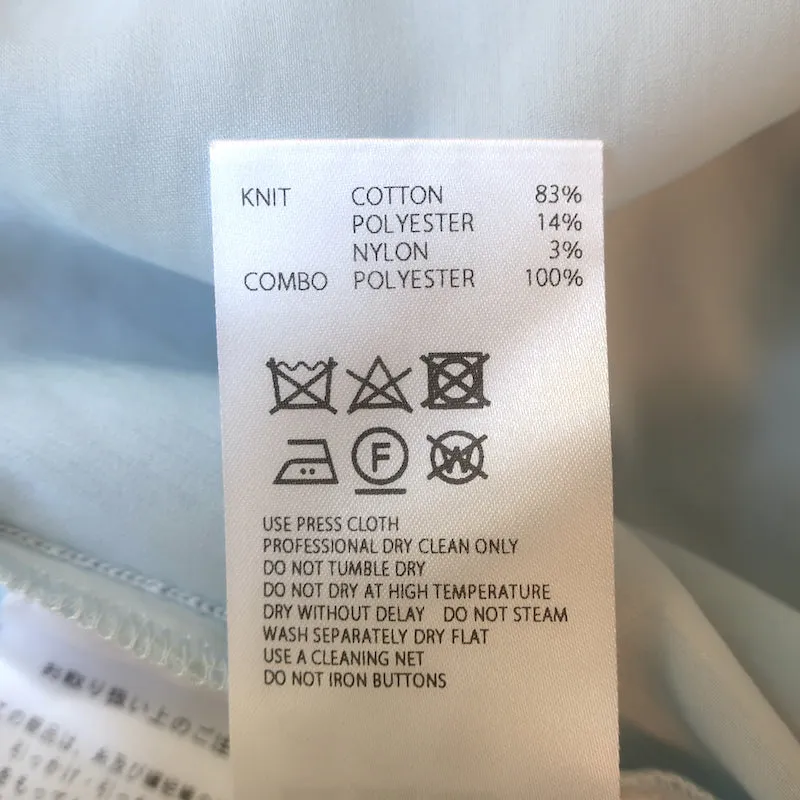 KNIT COTTON 83%
POLYESTER 14%
NYLON 3%
COMBO POLYESTER 100%
F
W
USE PRESS CLOTH
PROFESSIONAL DRY CLEAN ONLY
DO NOT TUMBLE DRY
DO NOT DRY AT HIGH TEMPERATURE
DRY WITHOUT DELAY DO NOT STEAM
WASH SEPARATELY DRY FLAT
USE A CLEANING NET
DO NOT IRON BUTTONS
お取り扱い上のご注